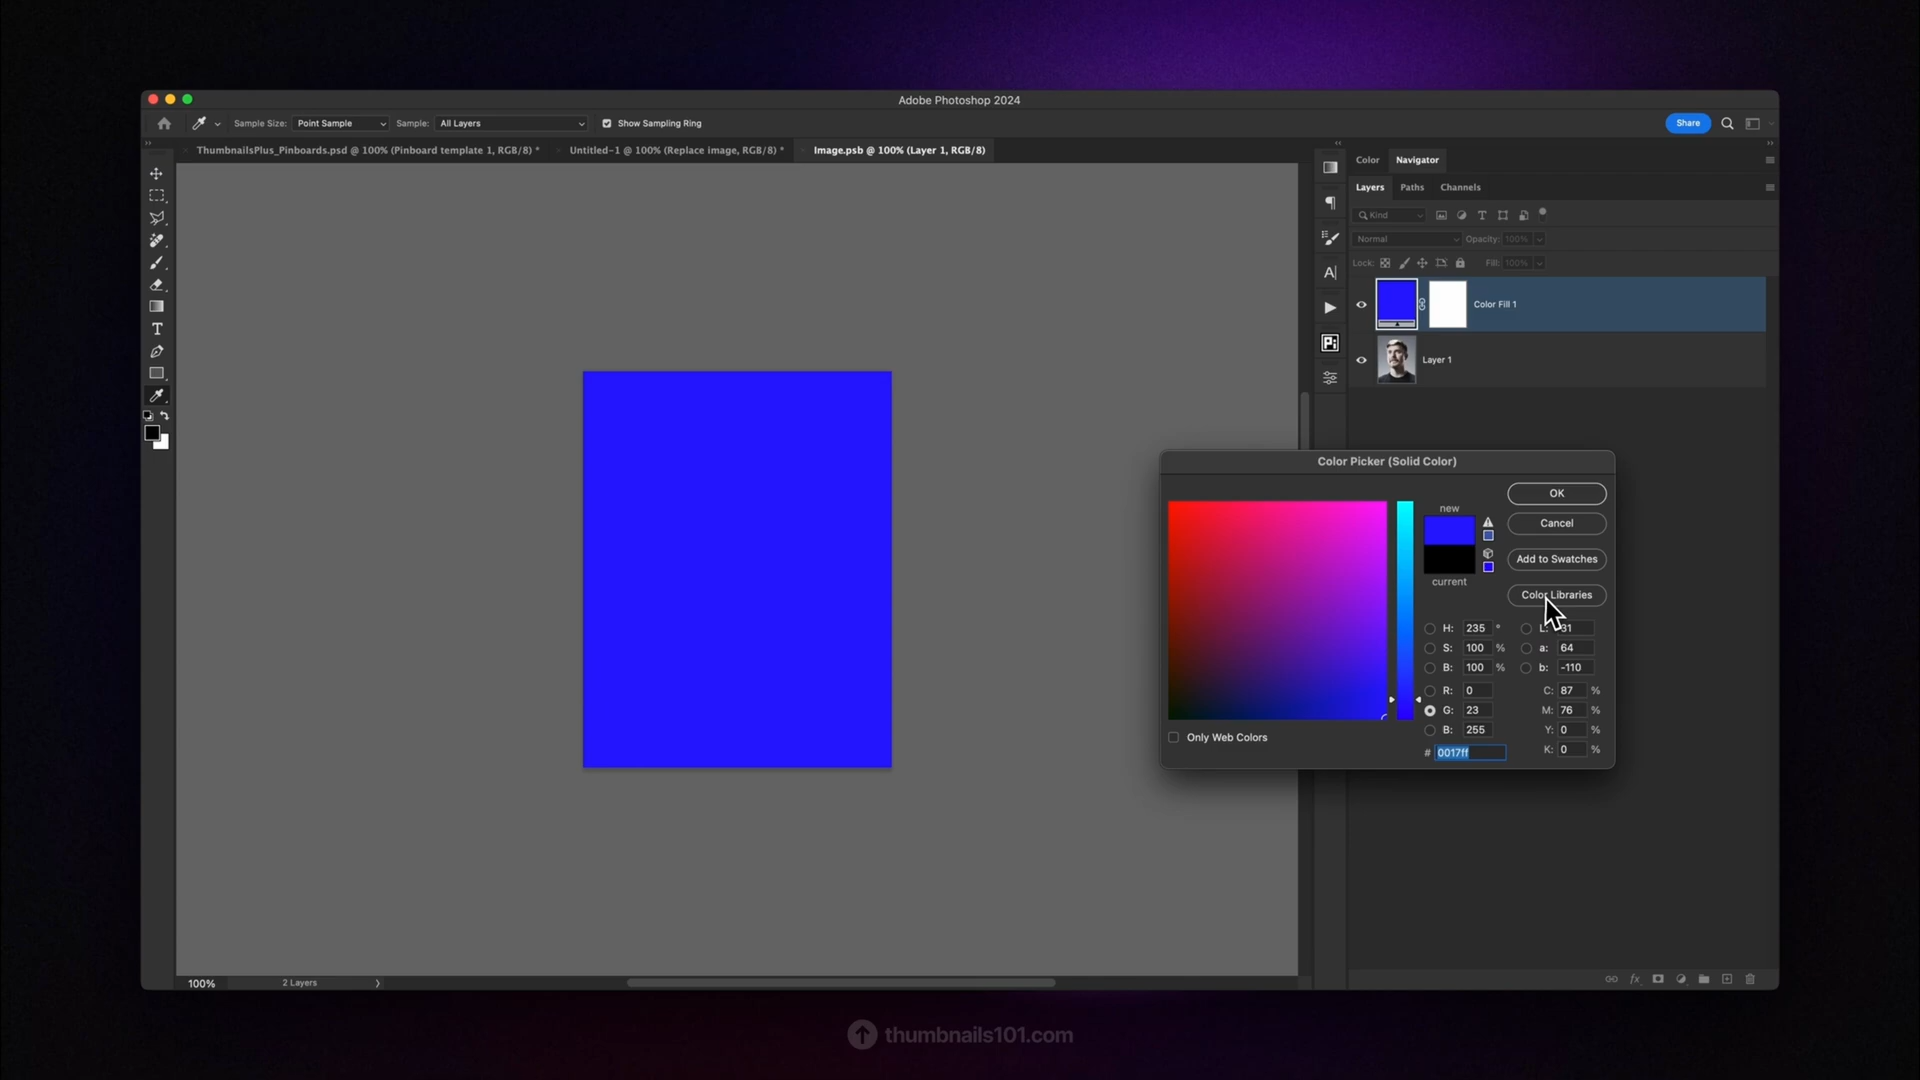 Adobe Photoshop 2024
Sample Size: Point Sample Sample: All Layers Show Sampling Ring
Share
ThumbnailsPlus_Pinboards.psd @ 100% (Pinboard template 1, RGB/8) *
Untitled-1 @ 100% (Replace image, RGB/8) *
Image.psb @ 100% (Layer 1, RGB/8)
Color Navigator
Layers Paths Channels
Kind
Normal Opacity: 100%
Lock: Fill: 100%
Color Fill 1
Layer 1
Color Picker (Solid Color)
new
current
OK
Cancel
Add to Swatches
Color Libraries
H: 235 °
S: 100 %
B: 100 %
R: 0
G: 23
B: 255
# 0017ff
L: 31
a: 64
b: -110
C: 87 %
M: 76 %
Y: 0 %
K: 0 %
Only Web Colors
100% 2 Layers
thumbnails101.com